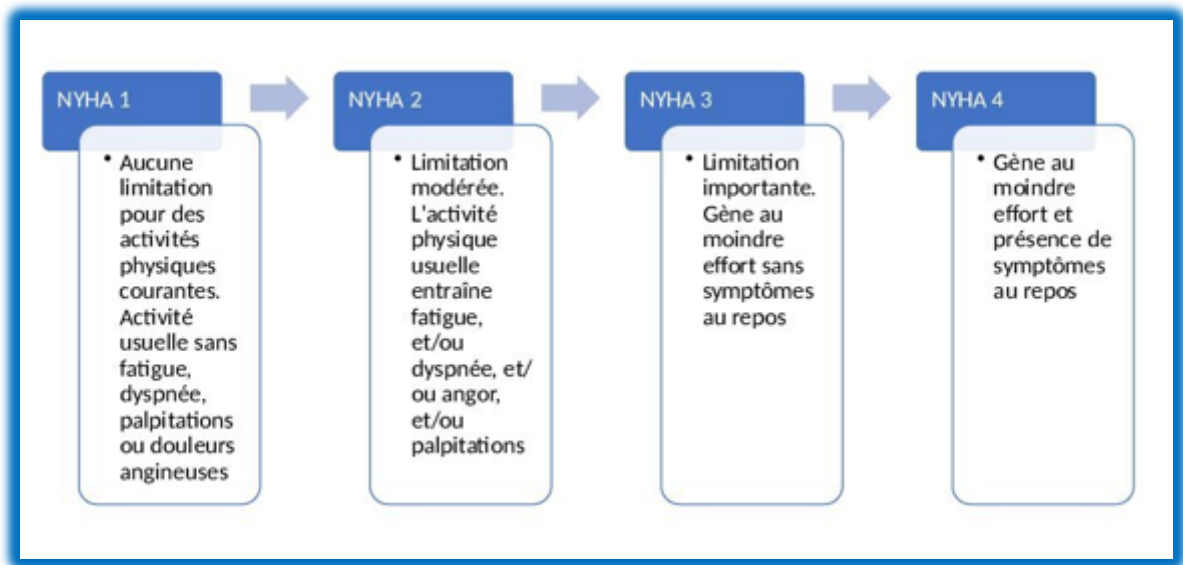 NYHA 1
• Aucune
limitation
pour des
activités
physiques
courantes.
Activité
usuelle sans
fatigue,
dyspnée,
palpitations
ou douleurs
angineuses
NYHA 2
• Limitation
modérée.
L'activité
physique
usuelle
entraîne
fatigue,
et/ou
dyspnée, et/
ou angor,
et/ou
palpitations
NYHA 3
• Limitation
importante.
Gène au
moindre
effort sans
symptômes
au repos
NYHA 4
• Gène au
moindre
effort et
présence de
symptômes
au repos